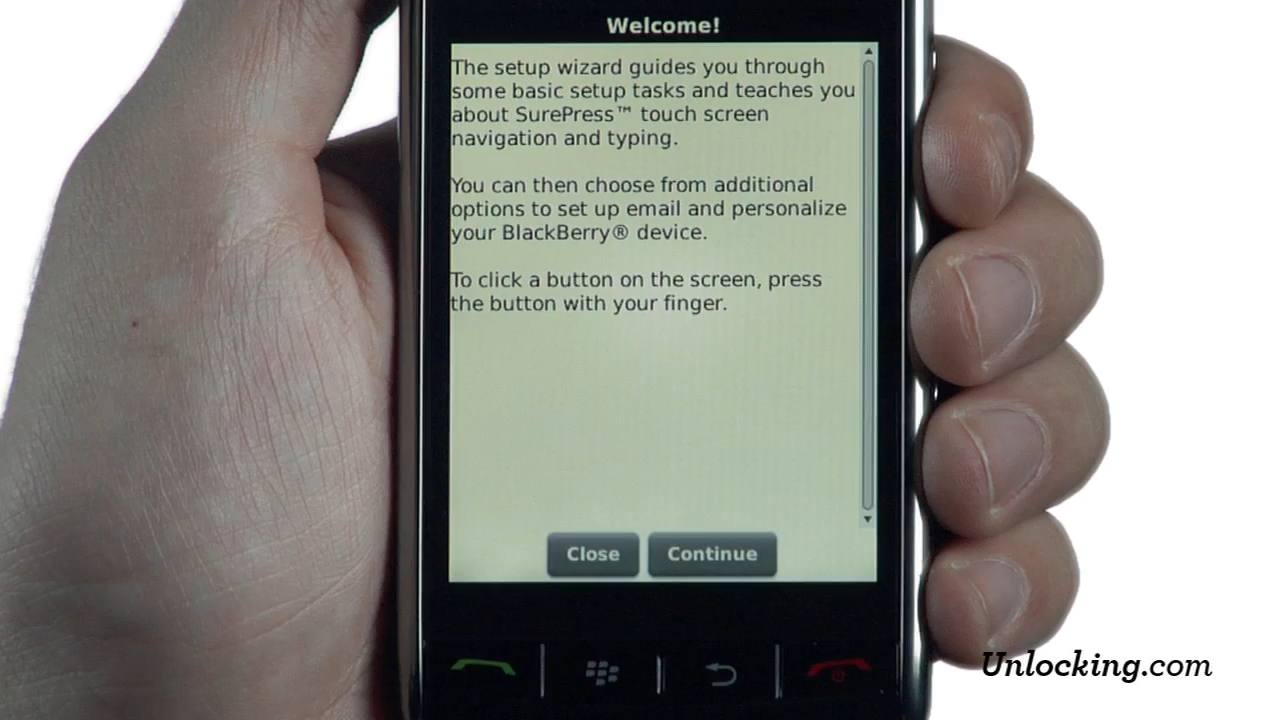 Welcome!
The setup wizard guides you through
some basic setup tasks and teaches you
about SurePress™ touch screen
navigation and typing.
You can then choose from additional
options to set up email and personalize
your BlackBerry® device.
To click a button on the screen, press
the button with your finger.
Close Continue
Unlocking.com